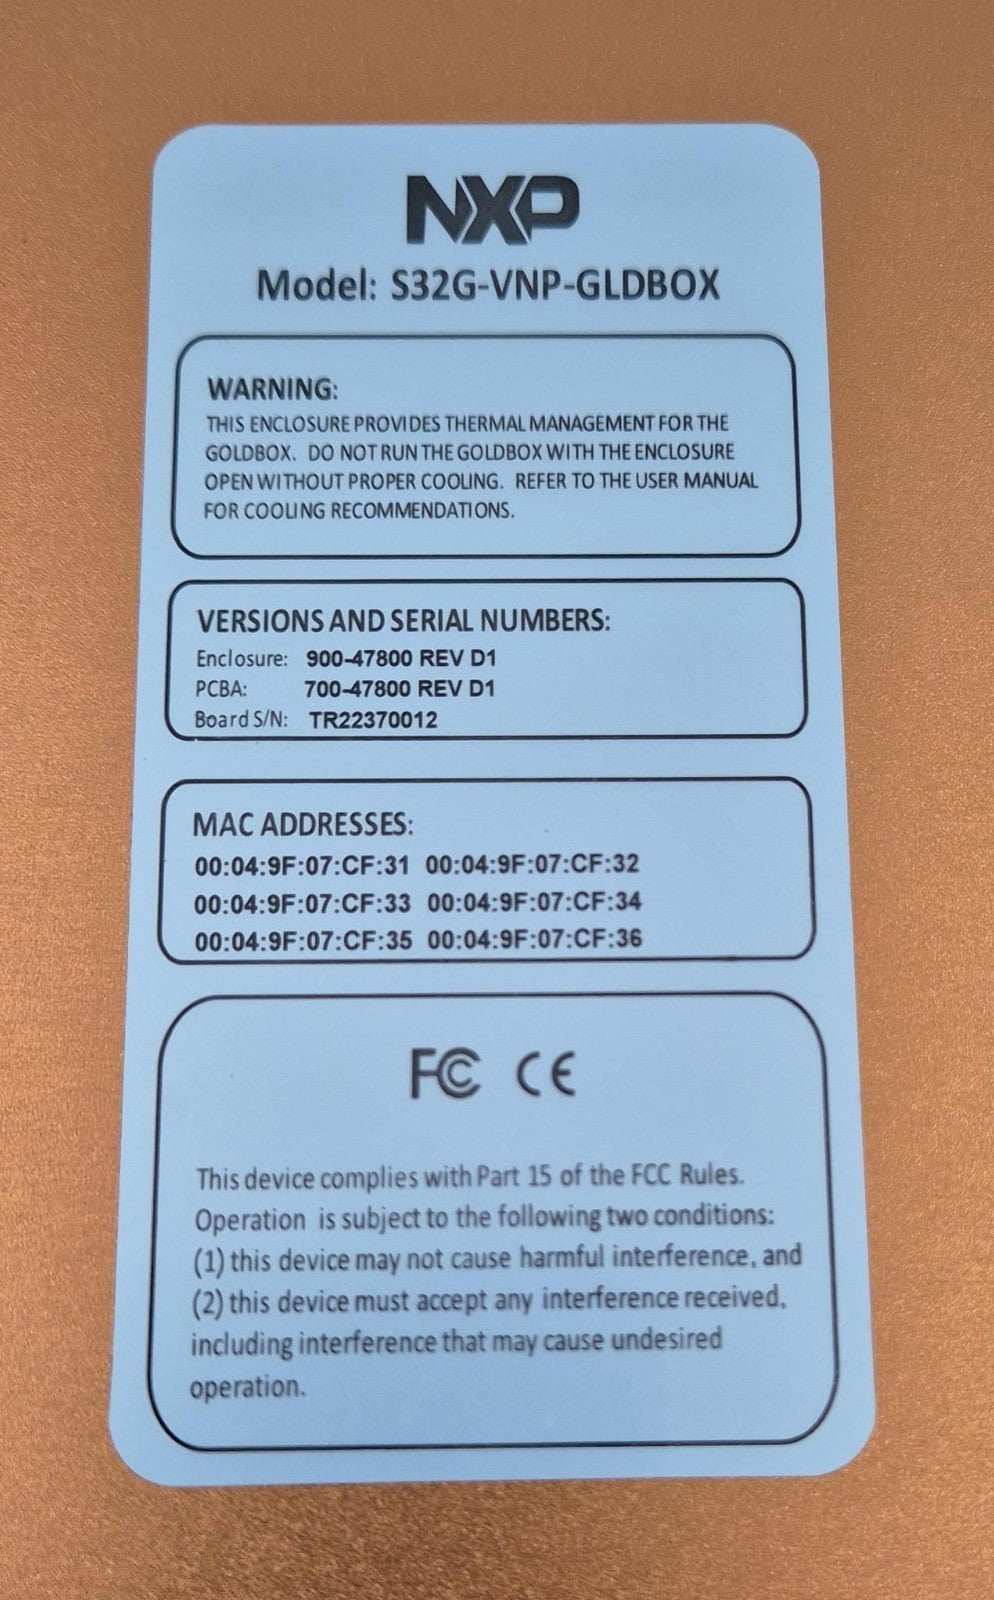 NXP
Model: S32G-VNP-GLDBOX
WARNING:
THIS ENCLOSURE PROVIDES THERMAL MANAGEMENT FOR THE
GOLDBOX. DO NOT RUN THE GOLDBOX WITH THE ENCLOSURE
OPEN WITHOUT PROPER COOLING. REFER TO THE USER MANUAL
FOR COOLING RECOMMENDATIONS.
VERSIONS AND SERIAL NUMBERS:
Enclosure: 900-47800 REV D1
PCBA: 700-47800 REV D1
Board S/N: TR22370012
MAC ADDRESSES:
00:04:9F:07:CF:31 00:04:9F:07:CF:32
00:04:9F:07:CF:33 00:04:9F:07:CF:34
00:04:9F:07:CF:35 00:04:9F:07:CF:36
FC CE
This device complies with Part 15 of the FCC Rules.
Operation is subject to the following two conditions:
(1) this device may not cause harmful interference, and
(2) this device must accept any interference received,
including interference that may cause undesired
operation.